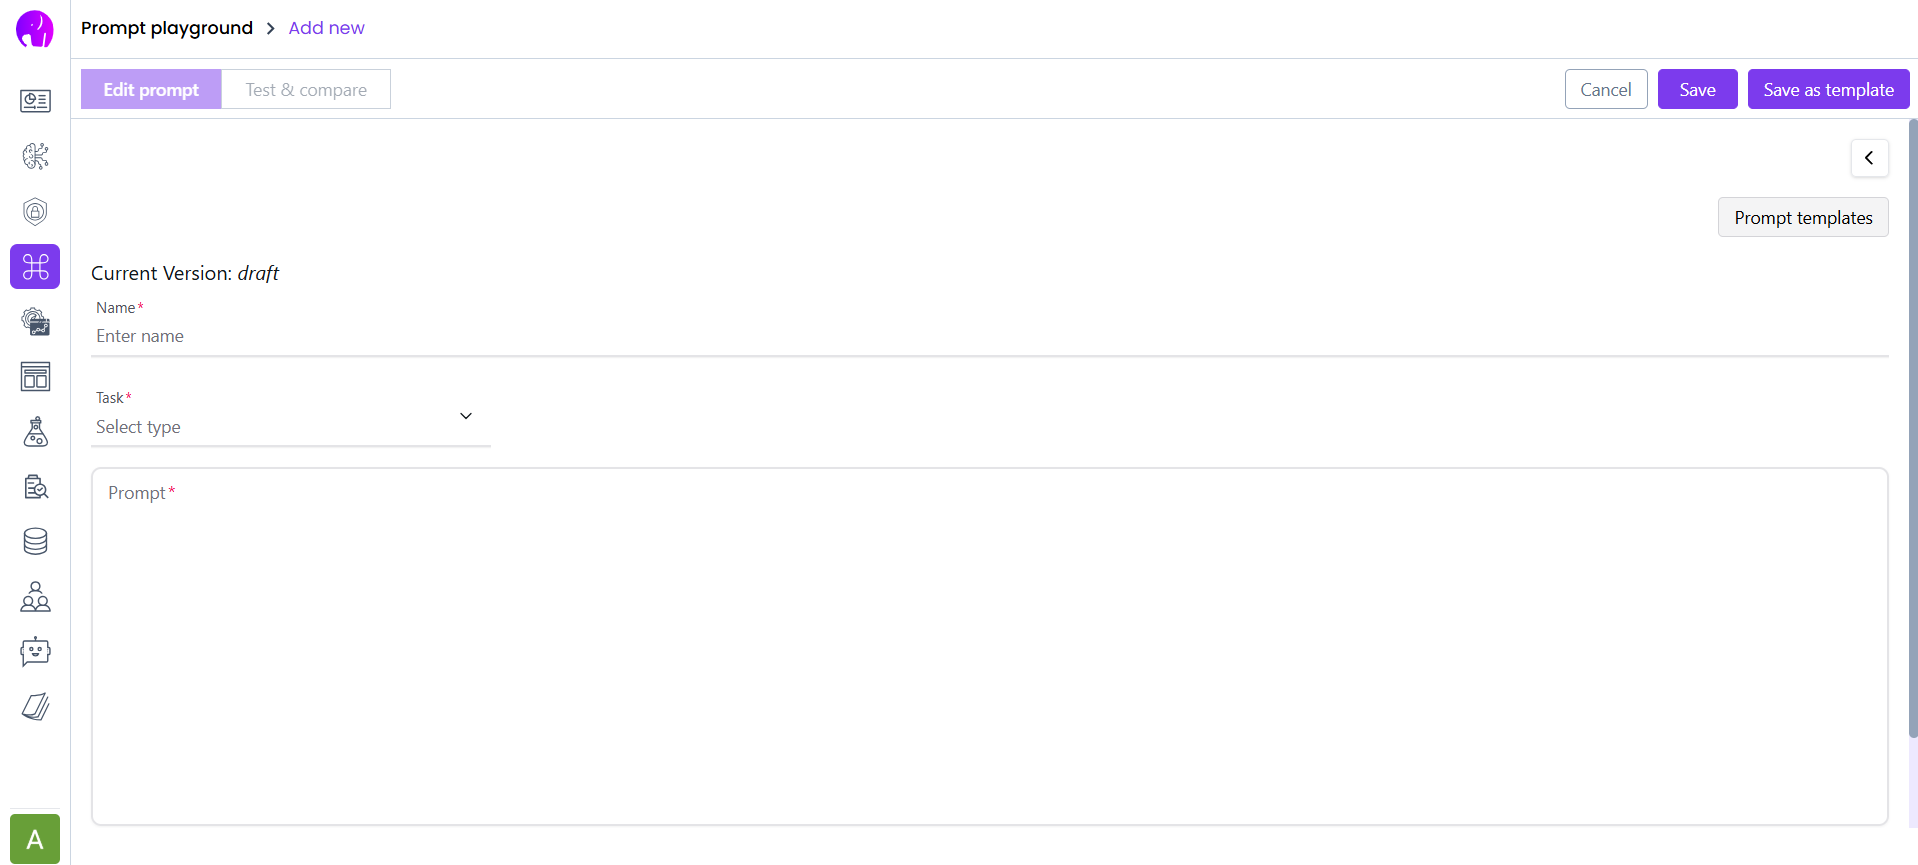 Prompt playground > Add new
Edit prompt
Test & compare
Cancel
Save
Save as template
Prompt templates
Current Version: draft
Name*
Enter name
Task*
Select type
Prompt*
A